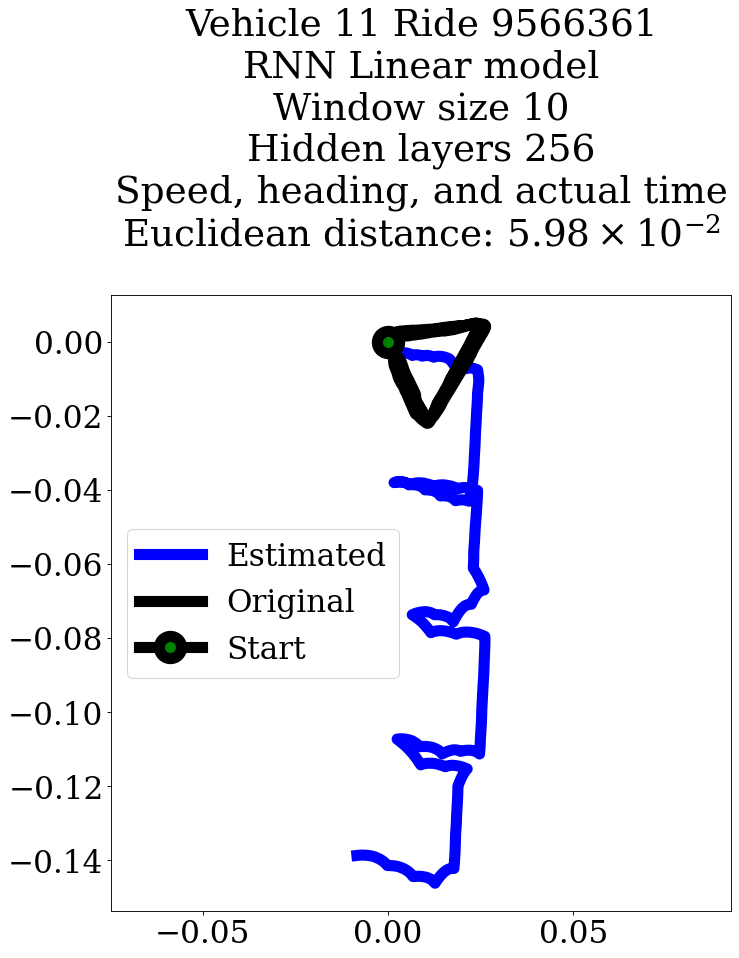 Vehicle 11 Ride 9566361
RNN Linear model
Window size 10
Hidden layers 256
Speed, heading, and actual time
Euclidean distance: 5.98 × 10⁻²
0.00
−0.02
−0.04
−0.06
−0.08
−0.10
−0.12
−0.14
Estimated
Original
Start
−0.05 0.00 0.05